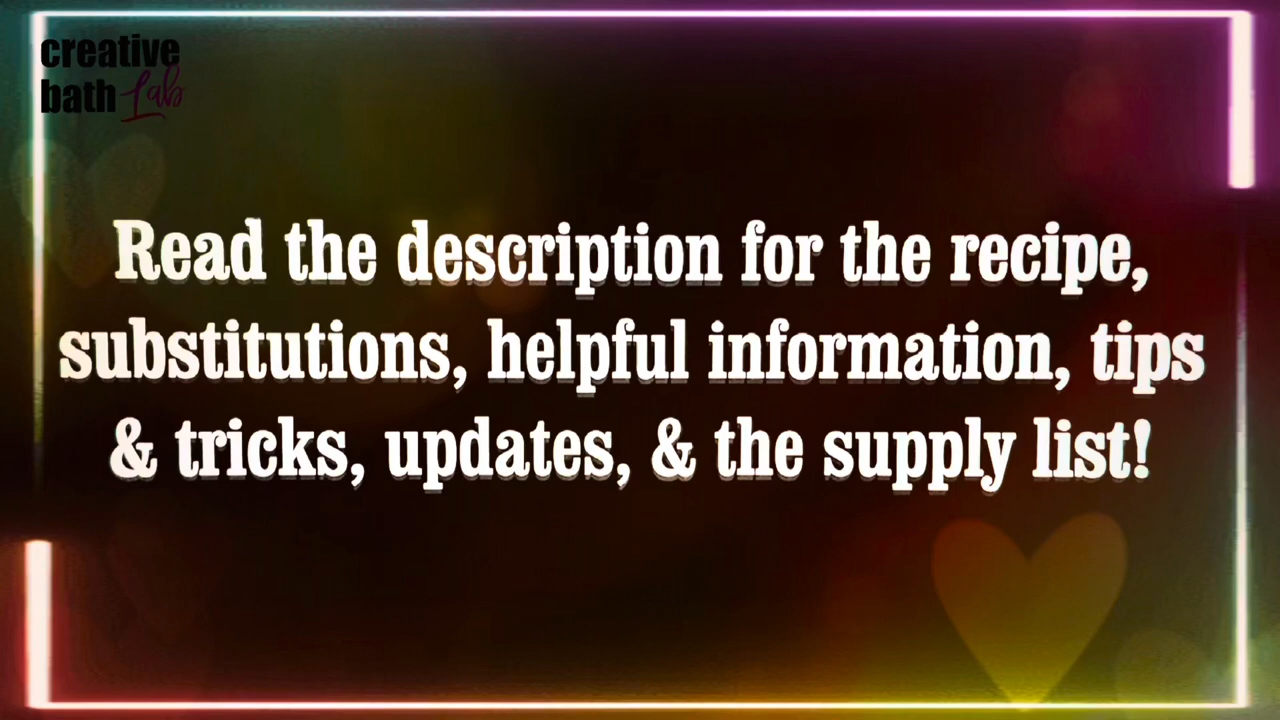 creative
bath Lab
Read the description for the recipe,
substitutions, helpful information, tips
& tricks, updates, & the supply list!